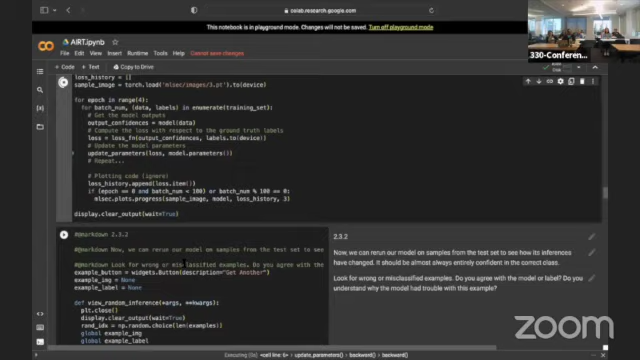 colab.research.google.com
This notebook is in playground mode. Changes will not be saved. Turn off playground mode
AIRT.ipynb
File Edit View Insert Runtime Tools Help Cannot save changes
+ Code + Text Copy to Drive
330-Conferen...
loss_history = []
sample_image = torch.load('misc/images/3.pt').to(device)
for epoch in range(4):
for batch_num, (data, labels) in enumerate(training_set):
# Get the model outputs
output_confidences = model(data)
# Compute the loss with respect to the ground truth labels
loss = loss_fn(output_confidences, labels.to(device))
# Update the model parameters
update_parameters(loss, model.parameters())
# Repeat...
# Plotting code (ignore)
loss_history.append(loss.item())
if (epoch == 0 and batch_num < 100) or batch_num % 100 == 0:
misc.plots.progress(sample_image, model, loss_history, 3)
display.clear_output(wait=True)
#@markdown 2.3.2
#@markdown Now, we can rerun our model on samples from the test set to see
#@markdown Look for wrong or misclassified examples. Do you agree with the
example_button = widgets.Button(description="Get Another")
example_img = None
example_label = None
def view_random_inference(*args, **kwargs):
plt.close()
display.clear_output(wait=True)
rand_idx = np.random.choice(len(examples))
global example_img
global example_label
2.3.2
Now, we can rerun our model on samples from the test set to see how its inferences
have changed. It should be almost always entirely confident in the correct class.
Look for wrong or misclassified examples. Do you agree with the model or label? Do you
understand why the model had trouble with this example?
zoom
Executing (0s) <cell line: 6> update_parameters() backward() backward()